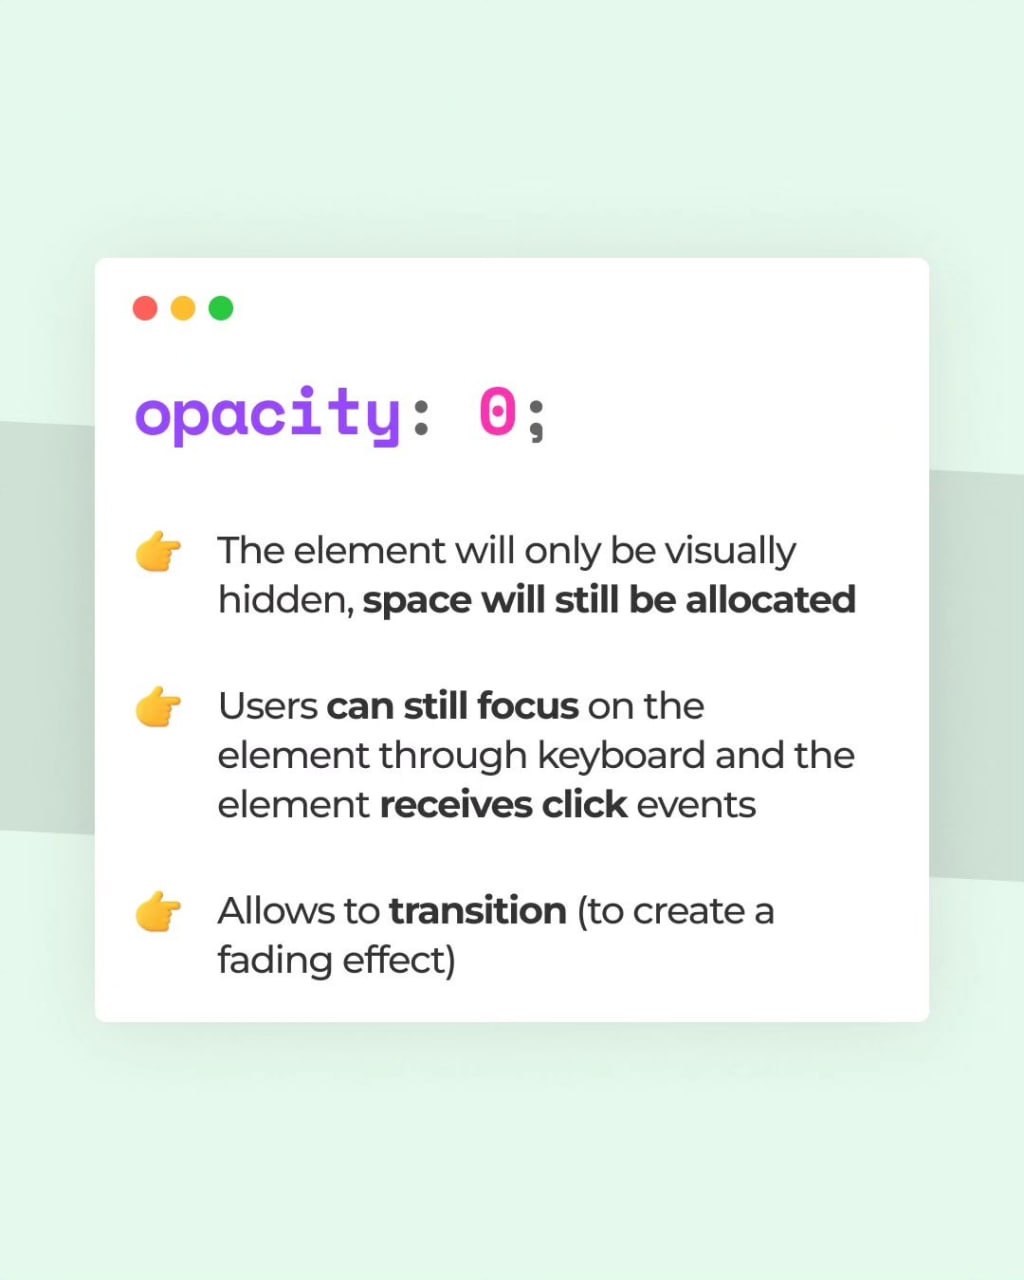 opacity: 0;
👉 The element will only be visually
hidden, space will still be allocated
👉 Users can still focus on the
element through keyboard and the
element receives click events
👉 Allows to transition (to create a
fading effect)